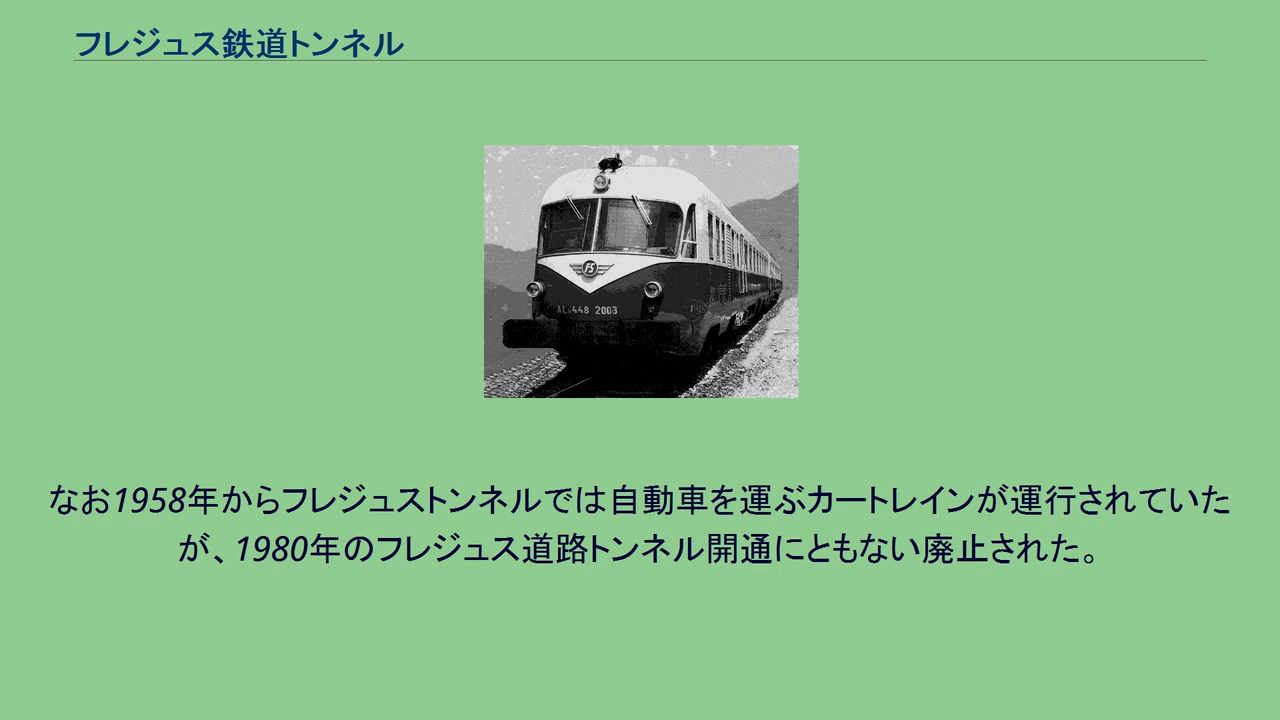 フレジュス鉄道トンネル
FS
ALn 448 2003
なお1958年からフレジュストンネルでは自動車を運ぶカートレインが運行されていた
が、1980年のフレジュス道路トンネル開通にともない廃止された。